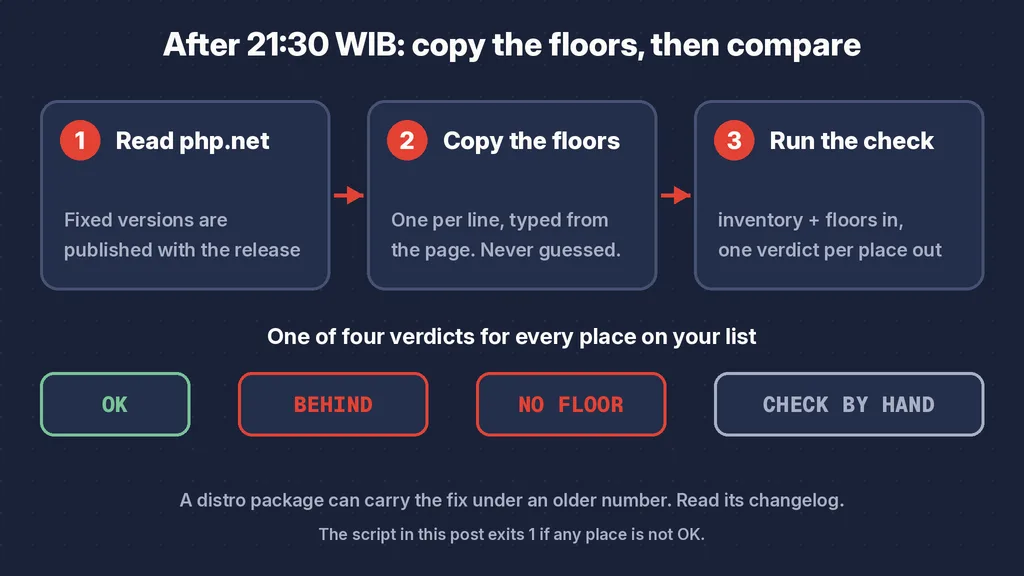 After 21:30 WIB: copy the floors, then compare
1 Read php.net
Fixed versions are
published with the release
2 Copy the floors
One per line, typed from
the page. Never guessed.
3 Run the check
inventory + floors in,
one verdict per place out
One of four verdicts for every place on your list
OK
BEHIND
NO FLOOR
CHECK BY HAND
A distro package can carry the fix under an older number. Read its changelog.
The script in this post exits 1 if any place is not OK.